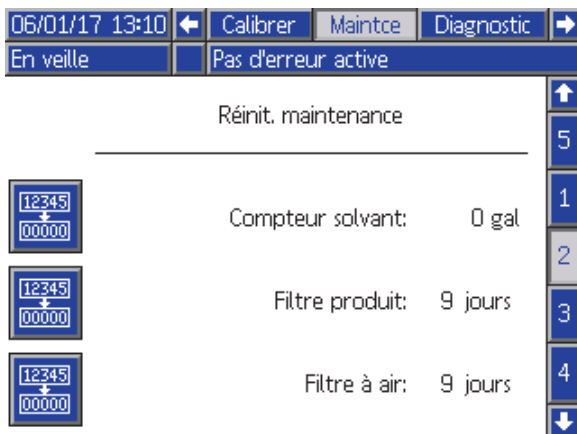 06/01/17 13:10 Calibrer Maintce Diagnostic
En veille Pas d'erreur active
Réinit. maintenance
5
12345
00000
Compteur solvant: 0 gal
1
2
12345
00000
Filtre produit: 9 jours
3
12345
00000
Filtre à air: 9 jours
4